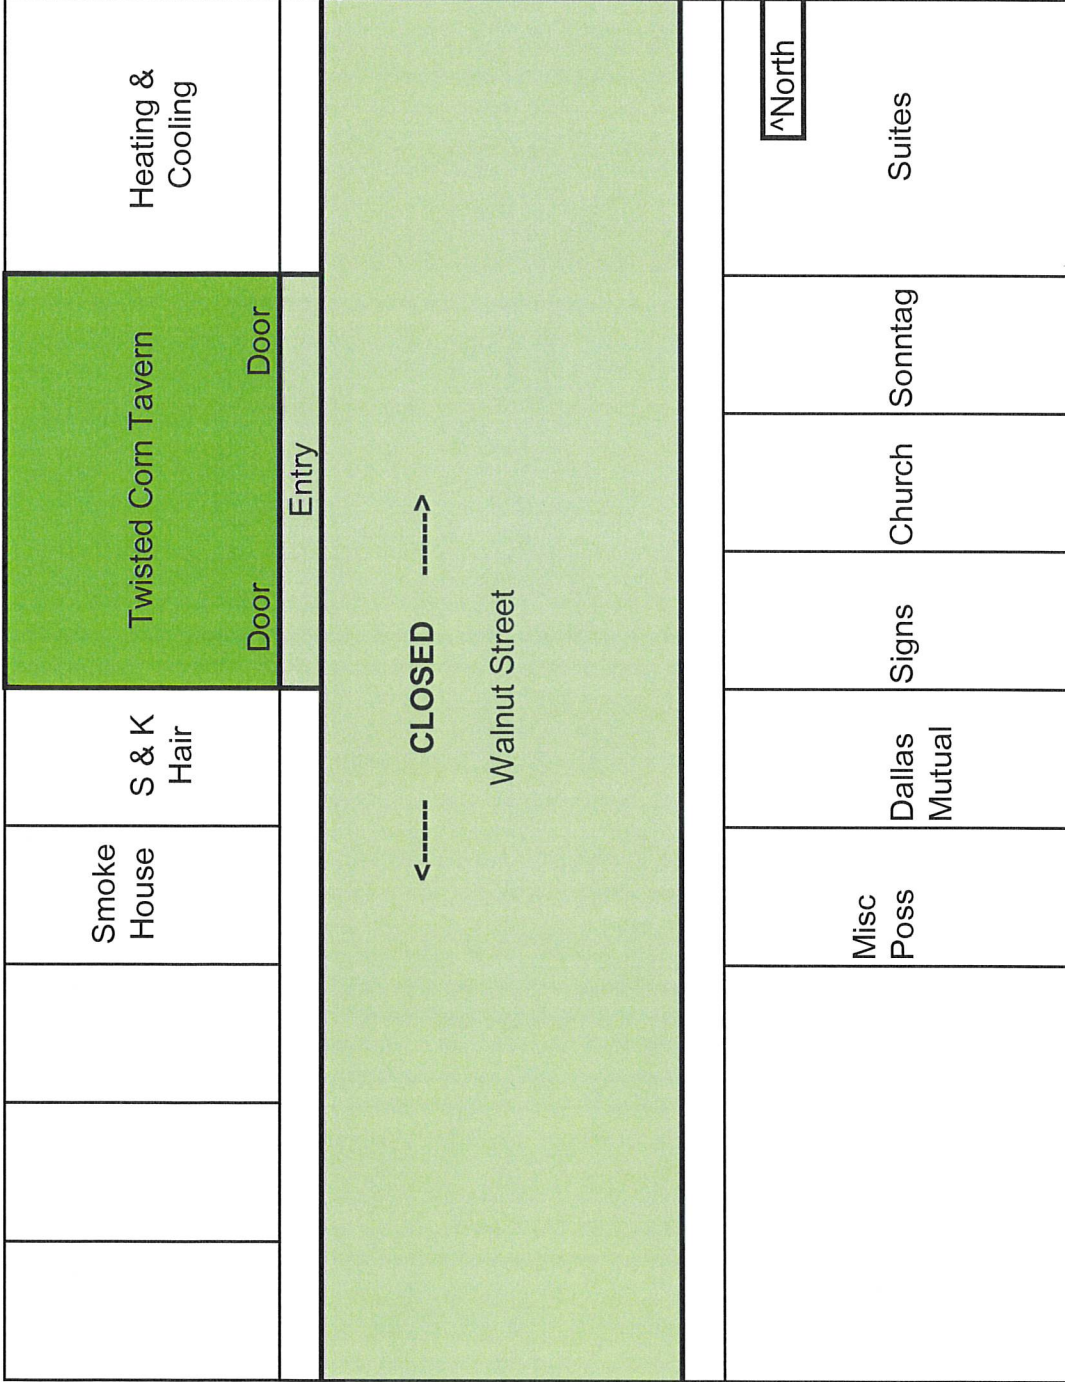 Smoke
House
S & K
Hair
Twisted Corn Tavern
Heating &
Cooling
Door
Door
Entry
<------ CLOSED ------>
Walnut Street
^North
Misc
Poss
Dallas
Mutual
Signs
Church
Sonntag
Suites